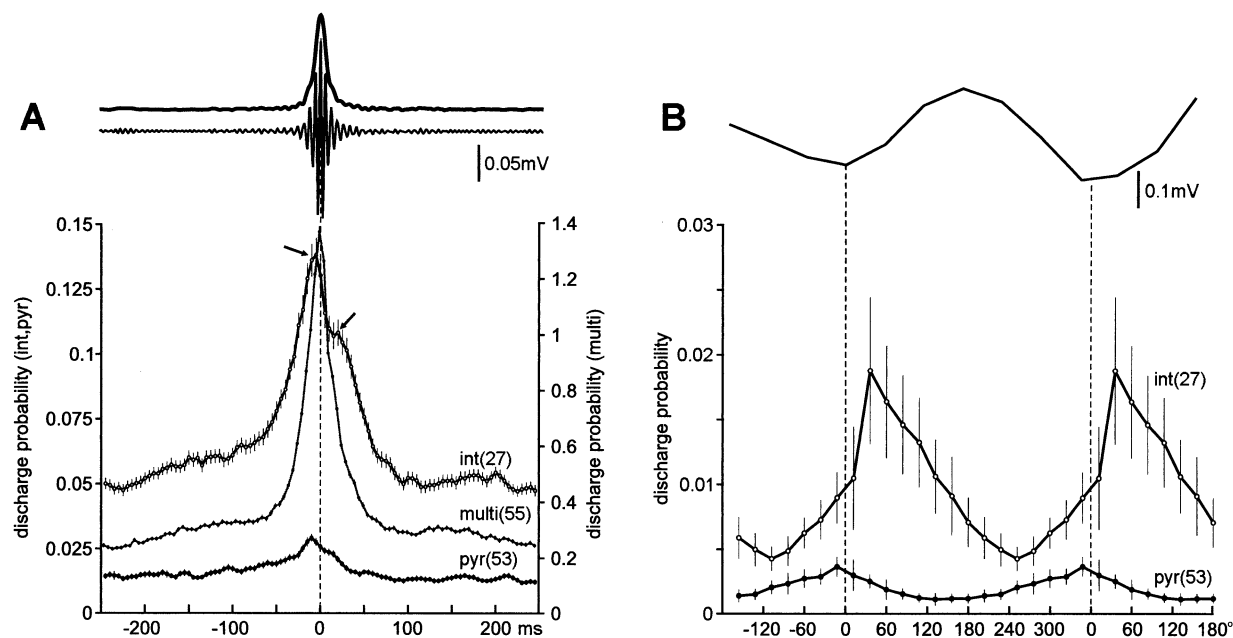 A
0.05mV
0.15
0.125
0.1
0.075
0.05
0.025
0
discharge probability (int,pyr)
1.4
1.2
1
0.8
0.6
0.4
0.2
0
discharge probability (multi)
int(27)
multi(55)
pyr(53)
-200 -100 0 100 200 ms
B
0.1mV
0.03
0.02
0.01
0
discharge probability
int(27)
pyr(53)
-120 -60 0 60 120 180 240 300 0 60 120 180°